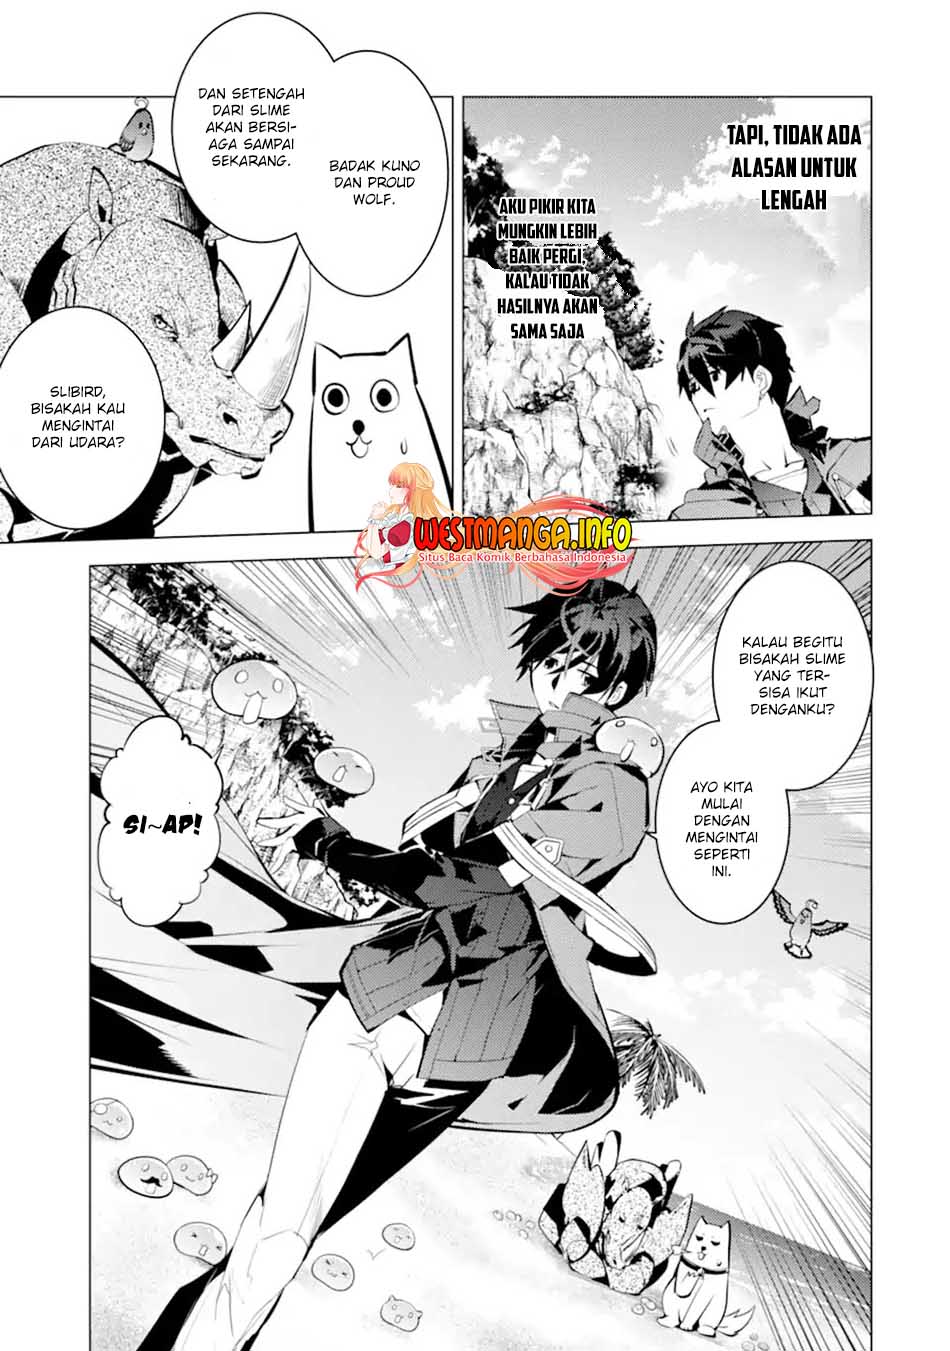 TAPI, TIDAK ADA
ALASAN UNTUK
LENGAH
AKU PIKIR KITA
MUNGKIN LEBIH
BAIK PERGI,
KALAU TIDAK
HASILNYA AKAN
SAMA SAJA
DAN SETENGAH
DARI SLIME
AKAN BERSI-
AGA SAMPAI
SEKARANG.
BADAK KUNO
DAN PROUD
WOLF.
SLIBIRD,
BISAKAH KAU
MENGINTAI
DARI UDARA?
WESTMANGA.INFO
Situs Baca Komik Berbahasa Indonesia
KALAU BEGITU
BISAKAH SLIME
YANG TER-
SISA IKUT
DENGANKU?
AYO KITA
MULAI
DENGAN
MENGINTAI
SEPERTI
INI.
SI~AP!